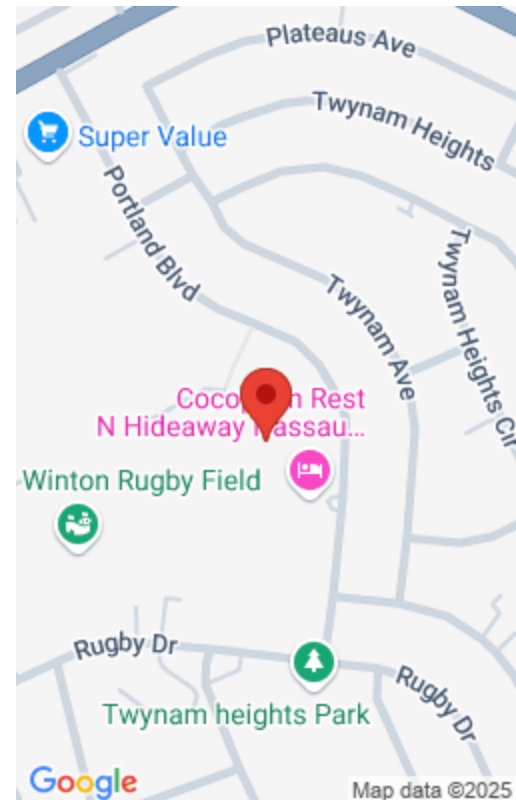 Plateaus Ave
Twynam Heights
Super Value
Portland Blvd
Twynam Heights Cir
Twynam Ave
Rest
N Hideaway
Winton Rugby Field
Rugby Dr
Twynam heights Park
Rugby Dr
Google
Map data ©2025